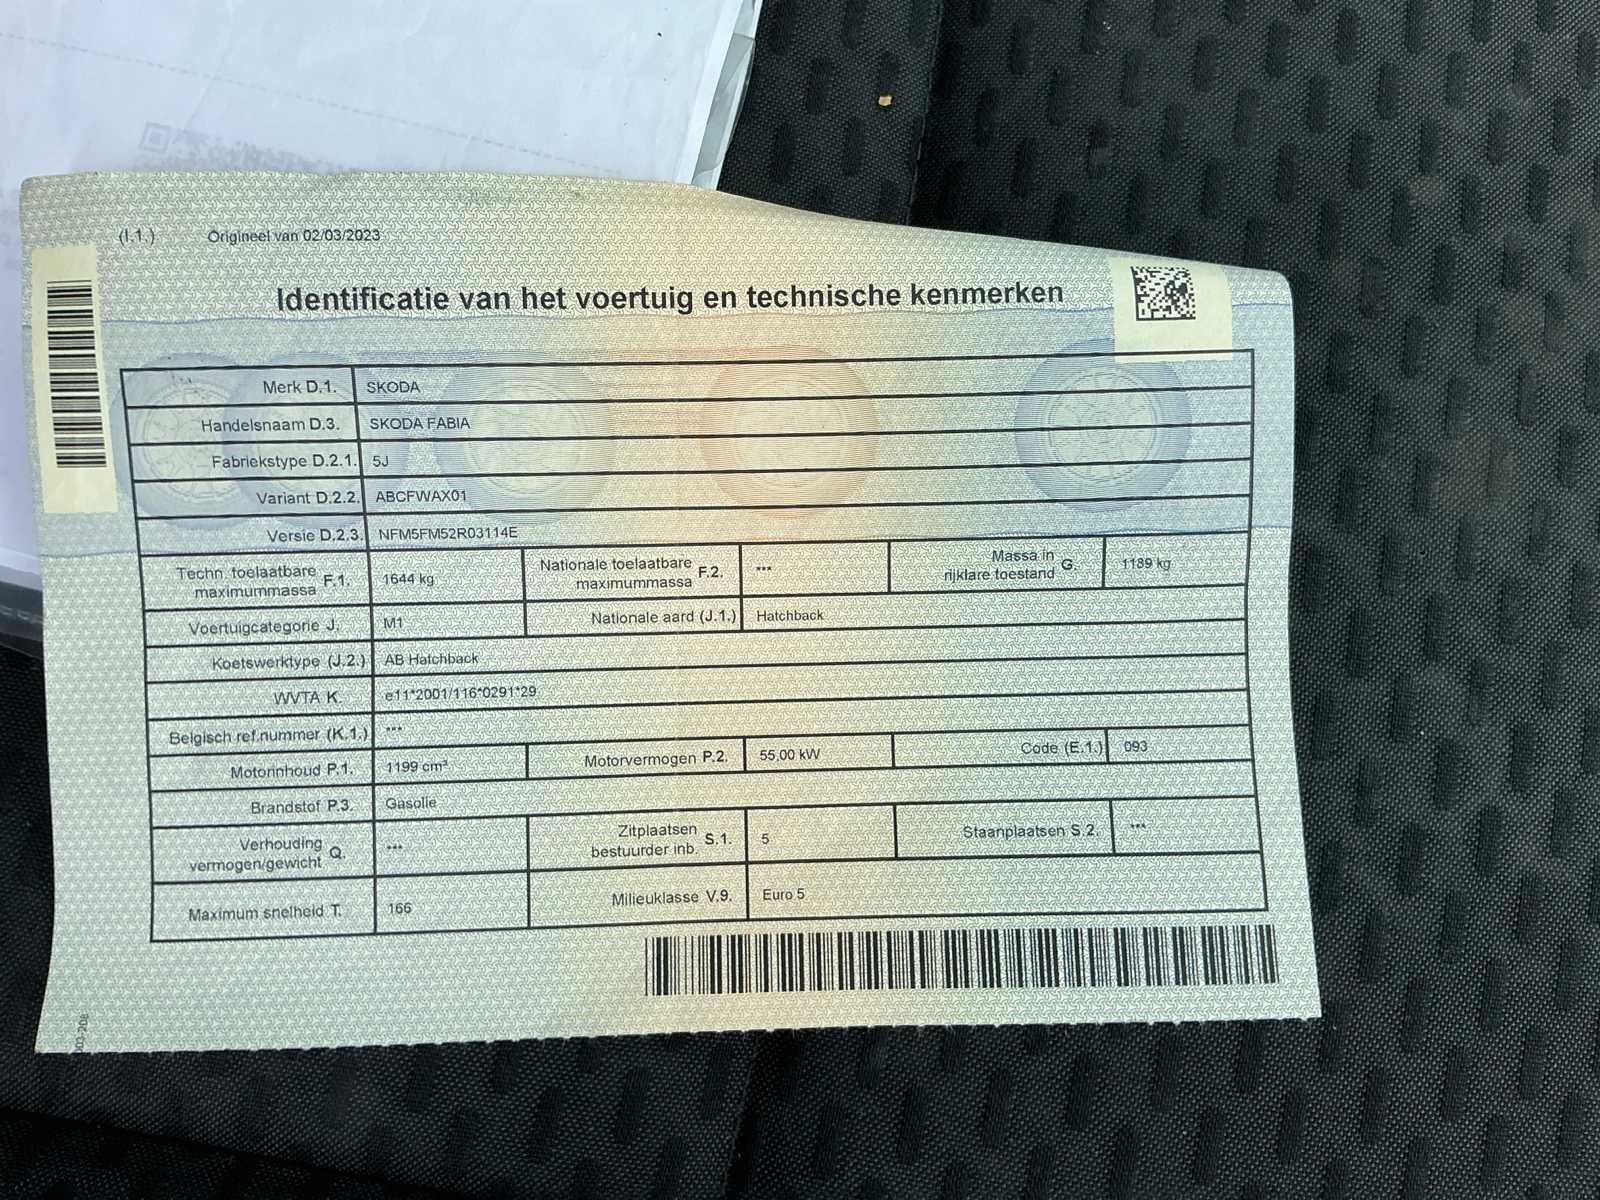 (I.1.) Origineel van 02/03/2023
Identificatie van het voertuig en technische kenmerken
Merk D.1. SKODA
Handelsnaam D.3. SKODA FABIA
Fabriekstype D.2.1. 5J
Variant D.2.2. ABCFWAX01
Versie D.2.3. NFM5FM52R03114E
Techn. toelaatbare maximummassa F.1. 1644 kg Nationale toelaatbare maximummassa F.2. *** Massa in rijklare toestand G. 1189 kg
Voertuigcategorie J. M1 Nationale aard (J.1.) Hatchback
Koetswerktype (J.2.) AB Hatchback
WVTA K. e11*2001/116*0291*29
Belgisch ref.nummer (K.1.) ***
Motorinhoud P.1. 1199 cm³ Motorvermogen P.2. 55,00 kW Code (E.1.) 093
Brandstof P.3. Gasolie
Verhouding vermogen/gewicht Q. *** Zitplaatsen bestuurder inb. S.1. 5 Staanplaatsen S.2. ***
Maximum snelheid T. 166 Milieuklasse V.9. Euro 5